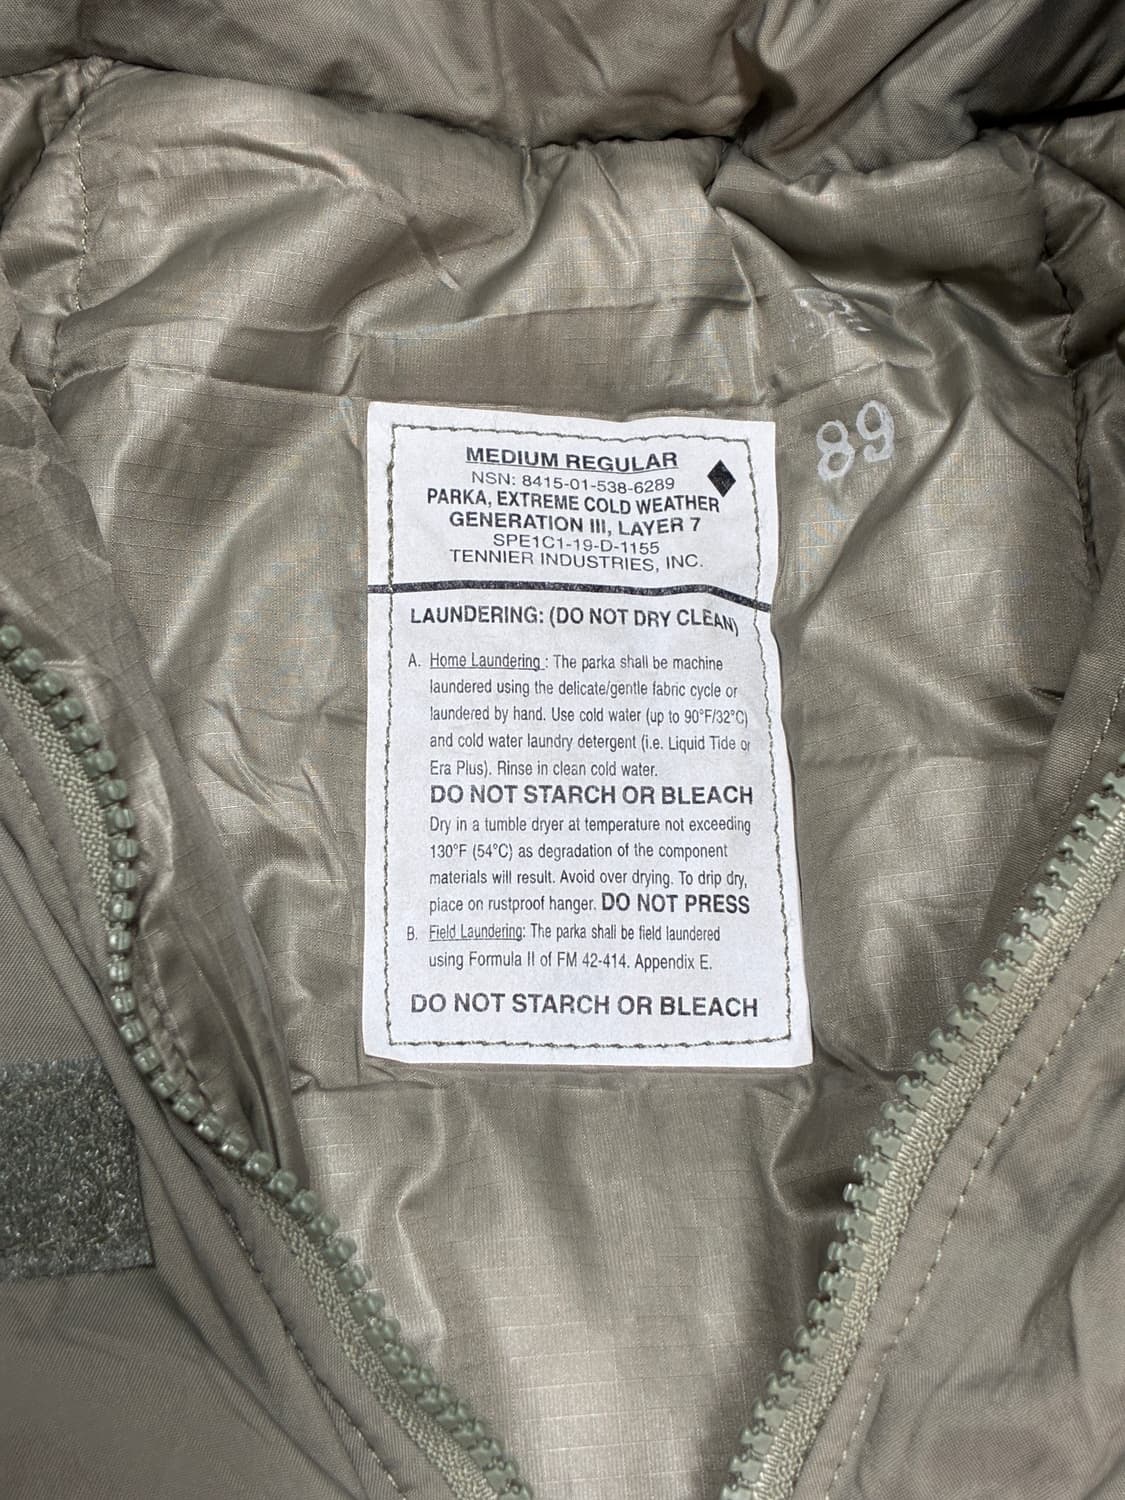 MEDIUM REGULAR
NSN: 8415-01-538-6289
PARKA, EXTREME COLD WEATHER
GENERATION III, LAYER 7
SPE1C1-19-D-1155
TENNIER INDUSTRIES, INC.
89
LAUNDERING: (DO NOT DRY CLEAN)
A. Home Laundering : The parka shall be machine
laundered using the delicate/gentle fabric cycle or
laundered by hand. Use cold water (up to 90°F/32°C)
and cold water laundry detergent (i.e. Liquid Tide or
Era Plus). Rinse in clean cold water.
DO NOT STARCH OR BLEACH
Dry in a tumble dryer at temperature not exceeding
130°F (54°C) as degradation of the component
materials will result. Avoid over drying. To drip dry,
place on rustproof hanger. DO NOT PRESS
B. Field Laundering: The parka shall be field laundered
using Formula II of FM 42-414. Appendix E.
DO NOT STARCH OR BLEACH